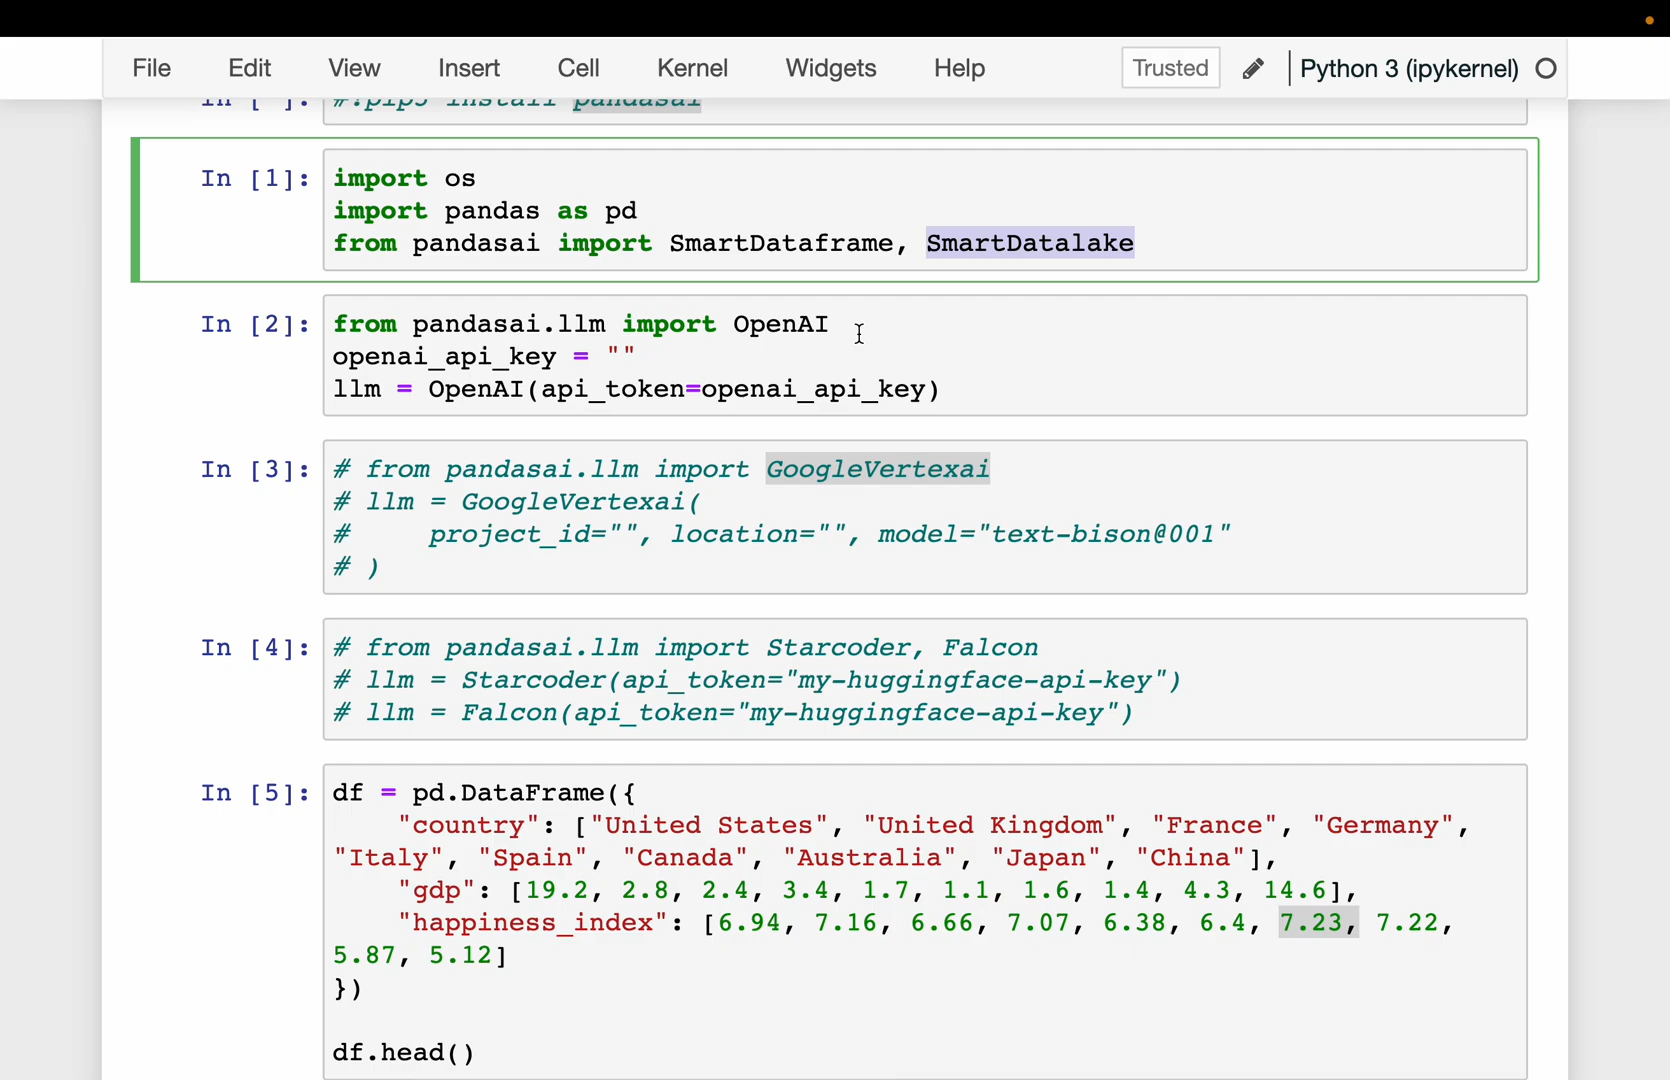 File Edit View Insert Cell Kernel Widgets Help Trusted Python 3 (ipykernel)
In [ ]: #!pip3 install pandasai
In [1]: import os
import pandas as pd
from pandasai import SmartDataframe, SmartDatalake
In [2]: from pandasai.llm import OpenAI
openai_api_key = ""
llm = OpenAI(api_token=openai_api_key)
In [3]: # from pandasai.llm import GoogleVertexai
# llm = GoogleVertexai(
#     project_id="", location="", model="text-bison@001"
# )
In [4]: # from pandasai.llm import Starcoder, Falcon
# llm = Starcoder(api_token="my-huggingface-api-key")
# llm = Falcon(api_token="my-huggingface-api-key")
In [5]: df = pd.DataFrame({
    "country": ["United States", "United Kingdom", "France", "Germany",
"Italy", "Spain", "Canada", "Australia", "Japan", "China"],
    "gdp": [19.2, 2.8, 2.4, 3.4, 1.7, 1.1, 1.6, 1.4, 4.3, 14.6],
    "happiness_index": [6.94, 7.16, 6.66, 7.07, 6.38, 6.4, 7.23, 7.22,
5.87, 5.12]
})
df.head()